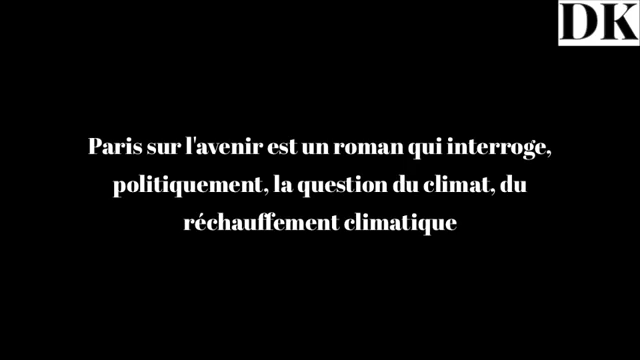 DK
Paris sur l'avenir est un roman qui interroge,
politiquement, la question du climat, du
réchauffement climatique